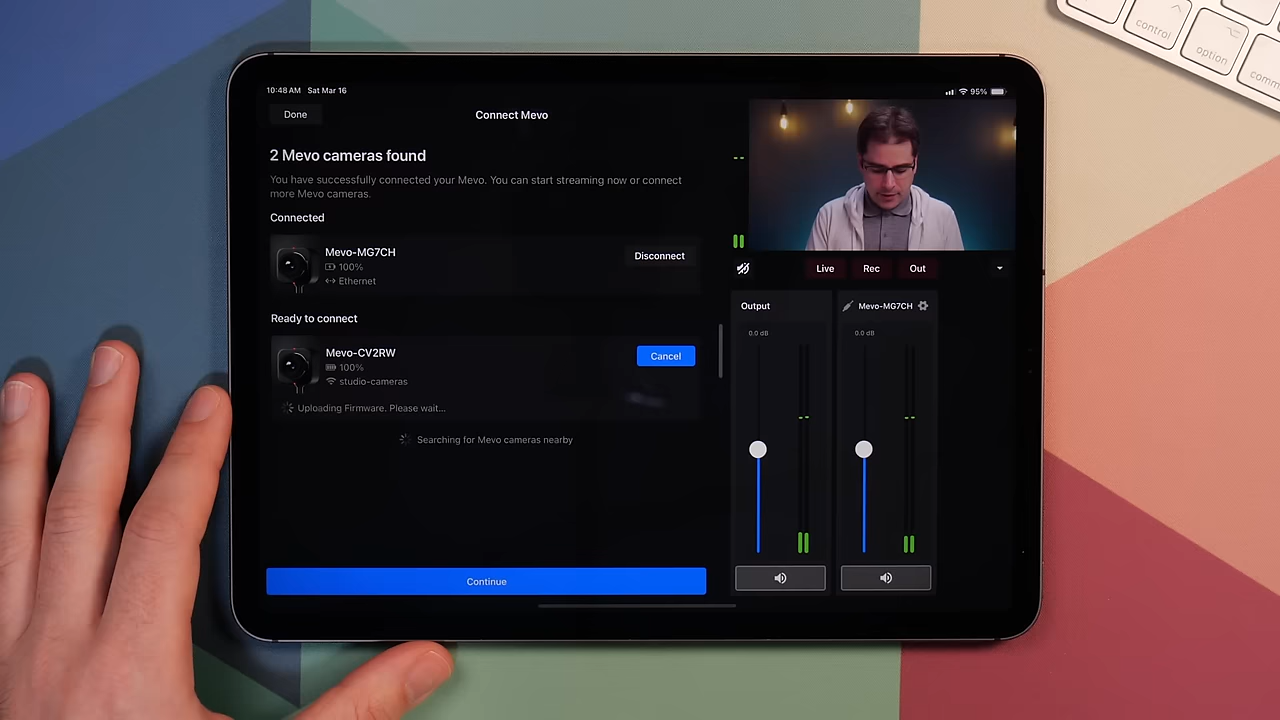 control
option
comm
10:48 AM Sat Mar 16
95%
Done
Connect Mevo
2 Mevo cameras found
You have successfully connected your Mevo. You can start streaming now or connect
more Mevo cameras.
Connected
Mevo-MG7CH
100%
Ethernet
Disconnect
Ready to connect
Mevo-CV2RW
100%
studio-cameras
Cancel
Uploading Firmware. Please wait...
Searching for Mevo cameras nearby
Continue
Live
Rec
Out
Output
Mevo-MG7CH
0.0 dB
0.0 dB